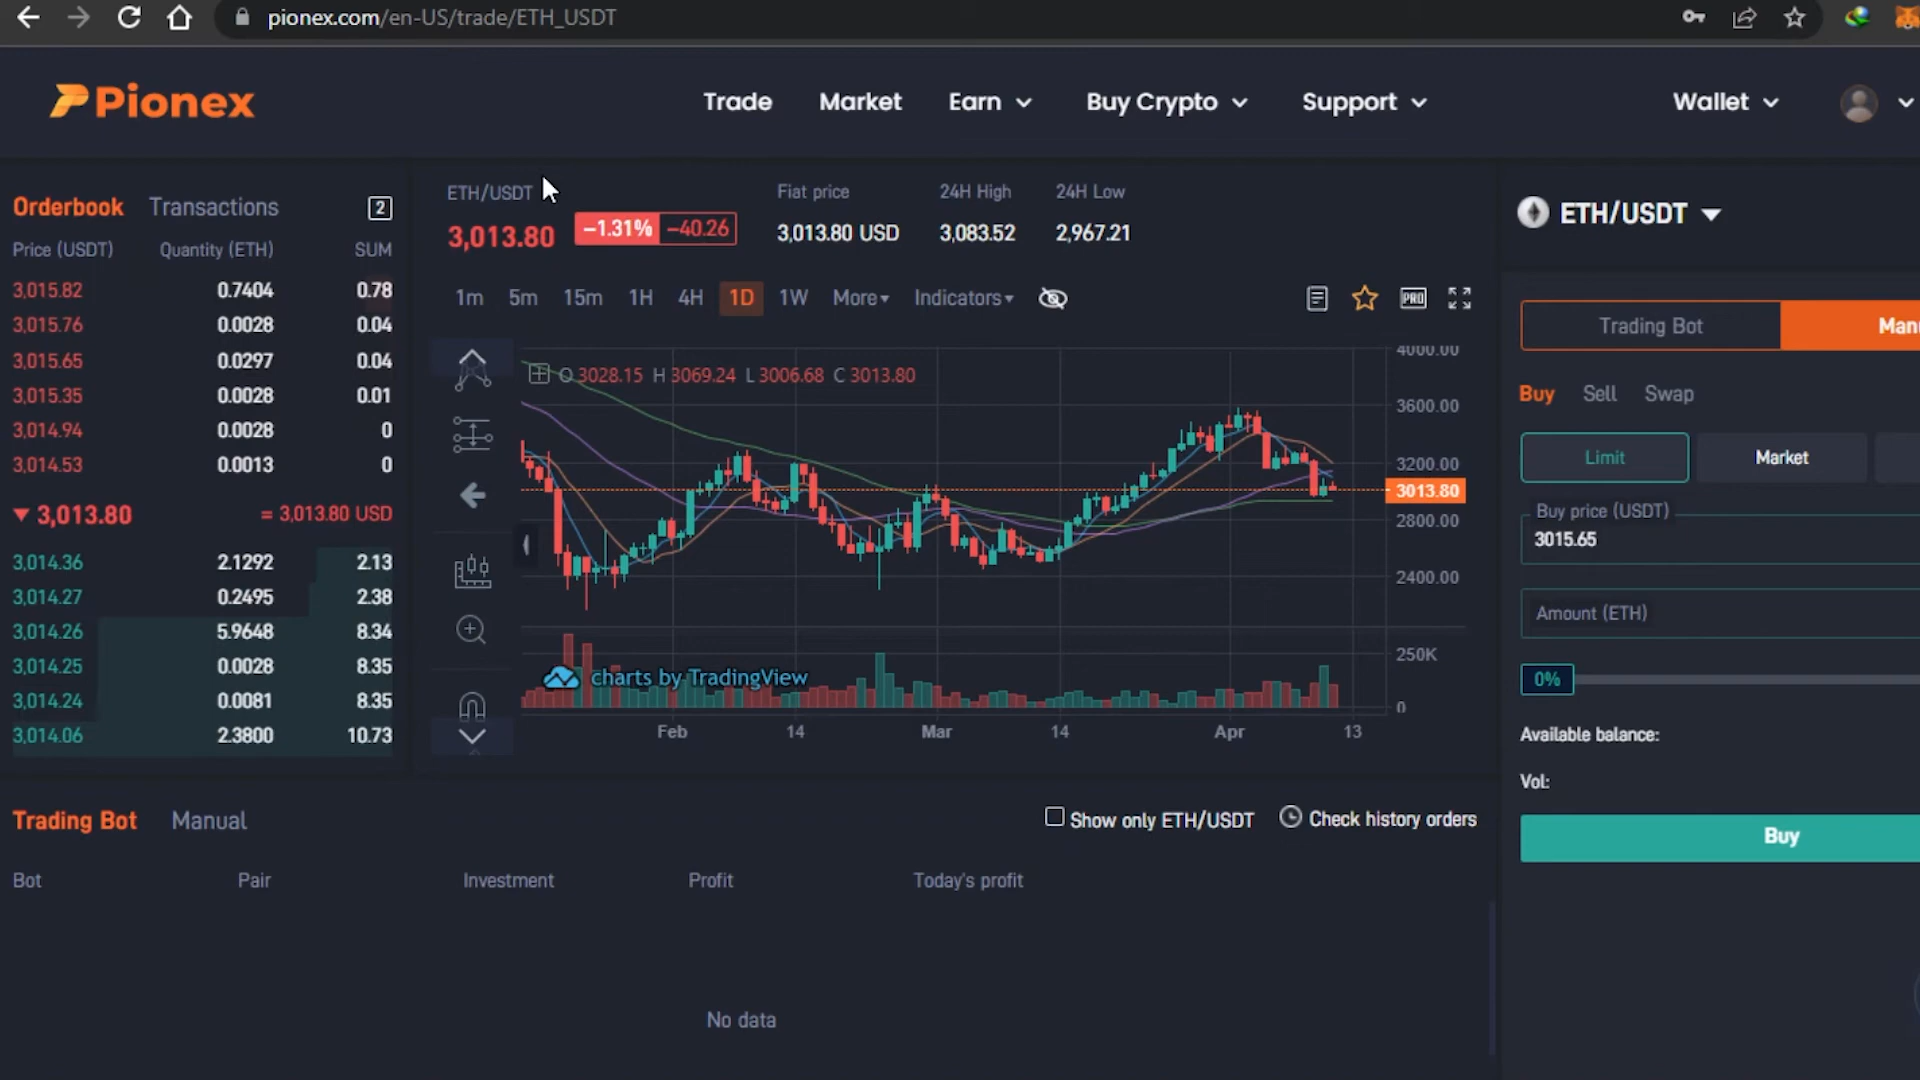 pionex.com/en-US/trade/ETH_USDT
Pionex
Trade Market Earn Buy Crypto Support Wallet
Orderbook Transactions 2
Price (USDT) Quantity (ETH) SUM
3,015.82 0.7404 0.78
3,015.76 0.0028 0.04
3,015.65 0.0297 0.04
3,015.35 0.0028 0.01
3,014.94 0.0028 0
3,014.53 0.0013 0
3,013.80 = 3,013.80 USD
3,014.36 2.1292 2.13
3,014.27 0.2495 2.38
3,014.26 5.9648 8.34
3,014.25 0.0028 8.35
3,014.24 0.0081 8.35
3,014.06 2.3800 10.73
ETH/USDT Fiat price 24H High 24H Low
3,013.80 −1.31% −40.26 3,013.80 USD 3,083.52 2,967.21
1m 5m 15m 1H 4H 1D 1W More Indicators PRO
O 3028.15 H 3069.24 L 3006.68 C 3013.80
4000.00
3600.00
3200.00
3013.80
2800.00
2400.00
250K
0
charts by TradingView
Feb 14 Mar 14 Apr 13
ETH/USDT
Trading Bot
Buy Sell Swap
Limit Market
Buy price (USDT)
3015.65
Amount (ETH)
0%
Available balance:
Vol:
Buy
Trading Bot Manual Show only ETH/USDT Check history orders
Bot Pair Investment Profit Today's profit
No data